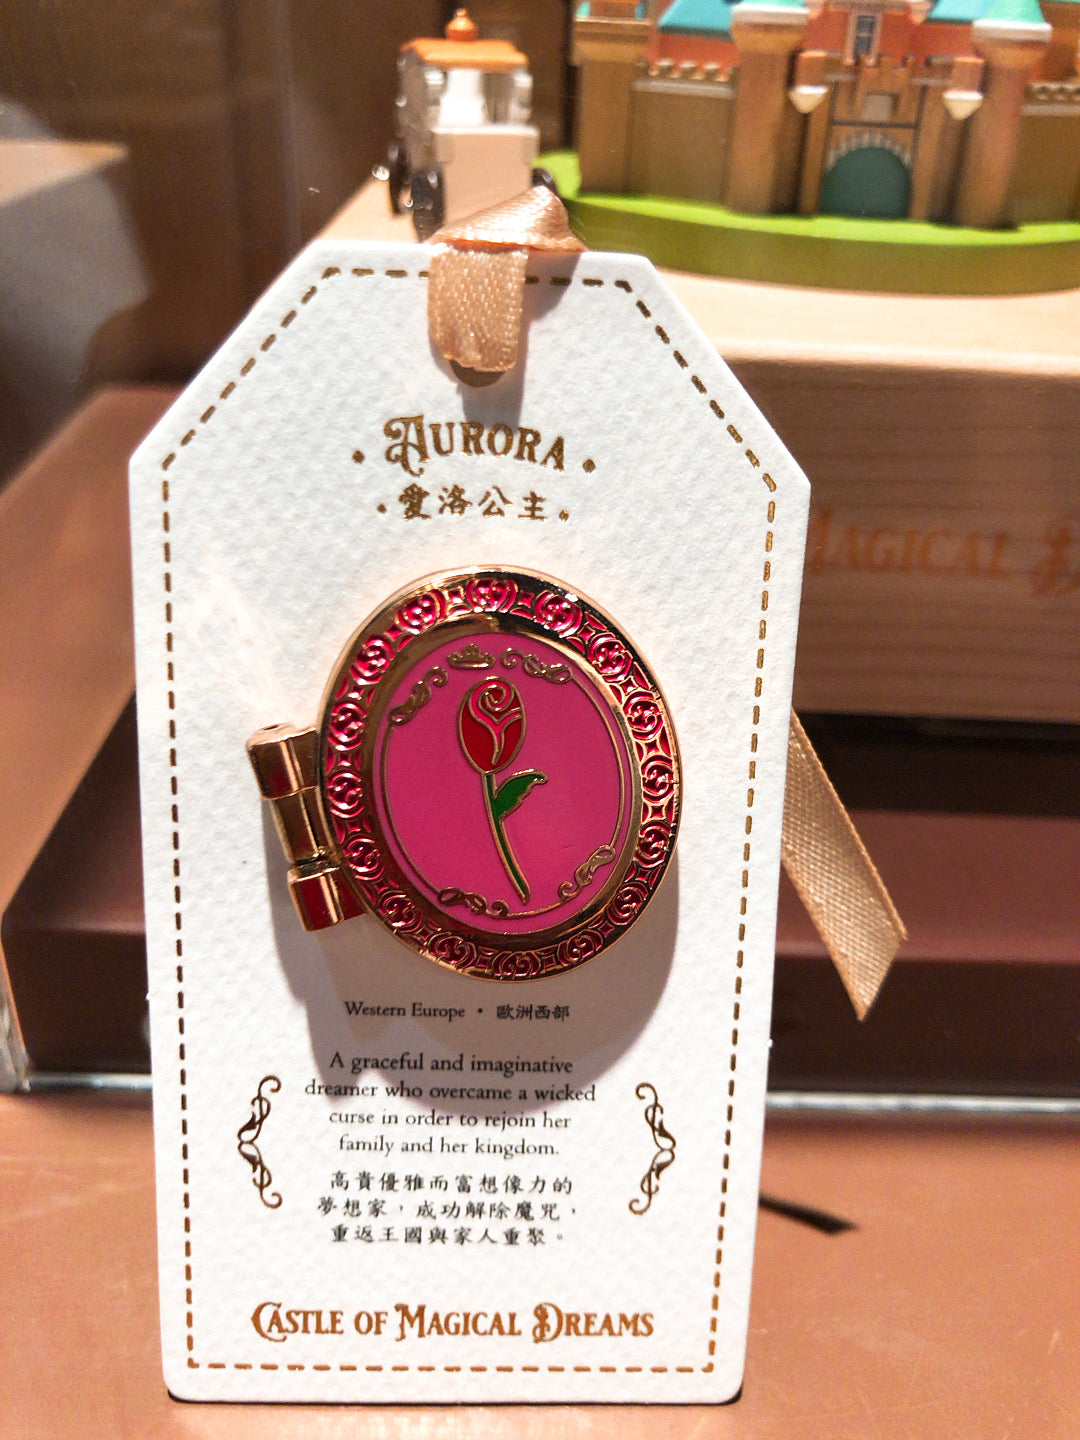 AURORA
愛洛公主
Western Europe • 歐洲西部
A graceful and imaginative
dreamer who overcame a wicked
curse in order to rejoin her
family and her kingdom.
高貴優雅而富想像力的
夢想家，成功解除魔咒，
重返王國與家人重聚。
CASTLE OF MAGICAL DREAMS
MAGICAL